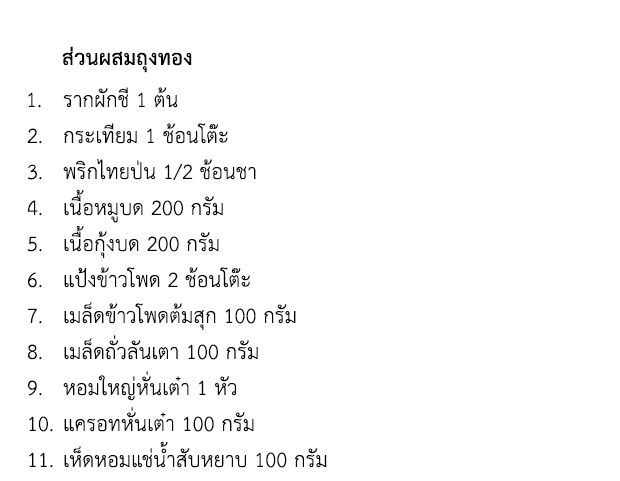 ส่วนผสมถุงทอง
1. รากผักชี 1 ต้น
2. กระเทียม 1 ช้อนโต๊ะ
3. พริกไทยป่น 1/2 ช้อนชา
4. เนื้อหมูบด 200 กรัม
5. เนื้อกุ้งบด 200 กรัม
6. แป้งข้าวโพด 2 ช้อนโต๊ะ
7. เมล็ดข้าวโพดต้มสุก 100 กรัม
8. เมล็ดถั่วลันเตา 100 กรัม
9. หอมใหญ่หั่นเต๋า 1 หัว
10. แครอทหั่นเต๋า 100 กรัม
11. เห็ดหอมแช่น้ำสับหยาบ 100 กรัม